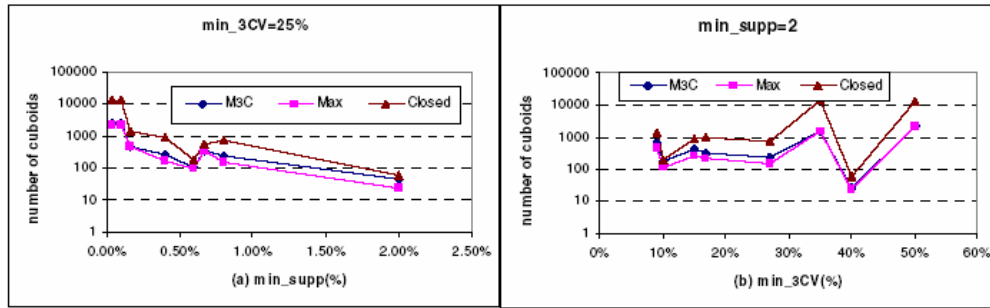 min_3CV=25%
number of cuboids
100000
10000
1000
100
10
1
M3C Max Closed
0.00% 0.50% 1.00% 1.50% 2.00% 2.50%
(a) min_supp(%)
min_supp=2
number of cuboids
100000
10000
1000
100
10
1
M3C Max Closed
0% 10% 20% 30% 40% 50% 60%
(b) min_3CV(%)